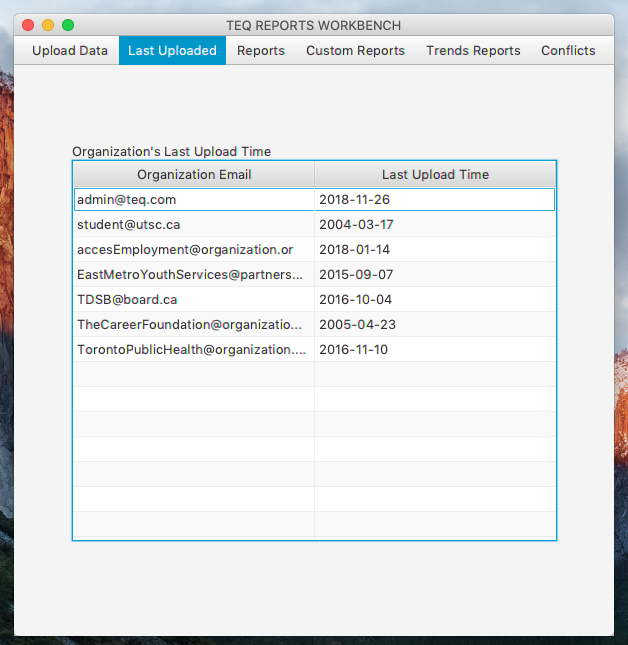 TEQ REPORTS WORKBENCH
Upload Data Last Uploaded Reports Custom Reports Trends Reports Conflicts
Organization's Last Upload Time
Organization Email Last Upload Time
admin@teq.com 2018-11-26
student@utsc.ca 2004-03-17
accesEmployment@organization.or 2018-01-14
EastMetroYouthServices@partners... 2015-09-07
TDSB@board.ca 2016-10-04
TheCareerFoundation@organizatio... 2005-04-23
TorontoPublicHealth@organization.... 2016-11-10